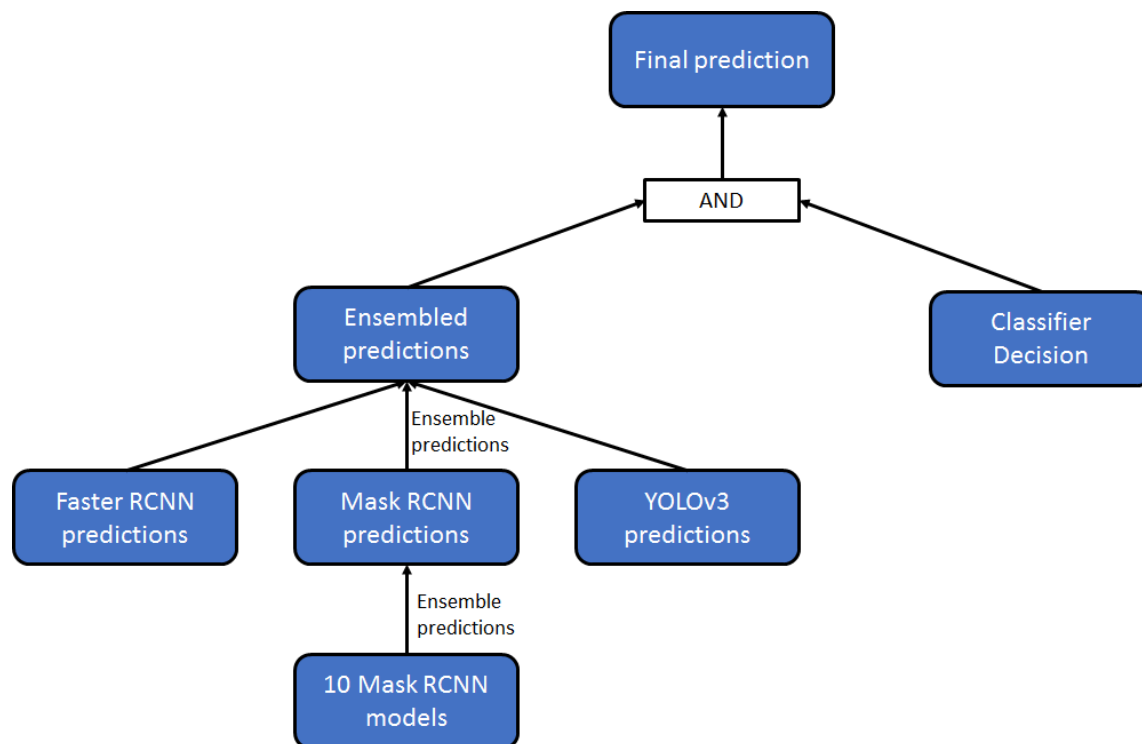 Final prediction
AND
Ensembled
predictions
Classifier
Decision
Ensemble
predictions
Faster RCNN
predictions
Mask RCNN
predictions
YOLOv3
predictions
Ensemble
predictions
10 Mask RCNN
models